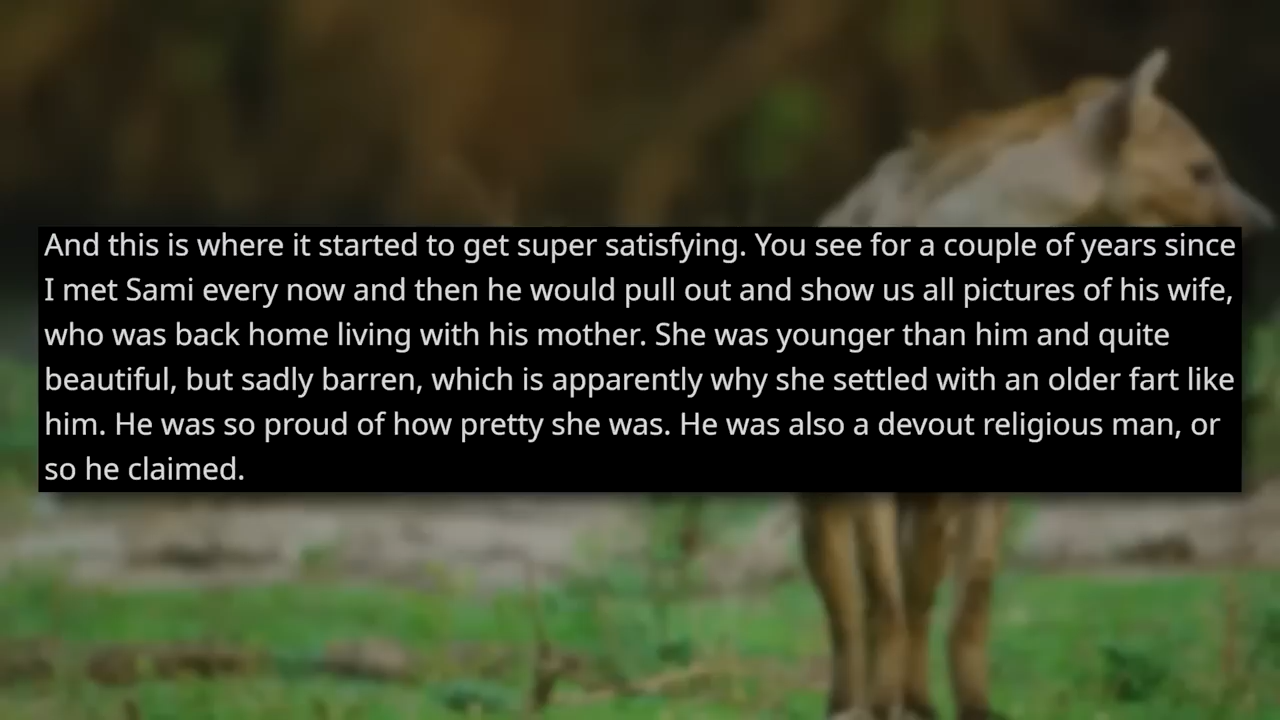 And this is where it started to get super satisfying. You see for a couple of years since
I met Sami every now and then he would pull out and show us all pictures of his wife,
who was back home living with his mother. She was younger than him and quite
beautiful, but sadly barren, which is apparently why she settled with an older fart like
him. He was so proud of how pretty she was. He was also a devout religious man, or
so he claimed.